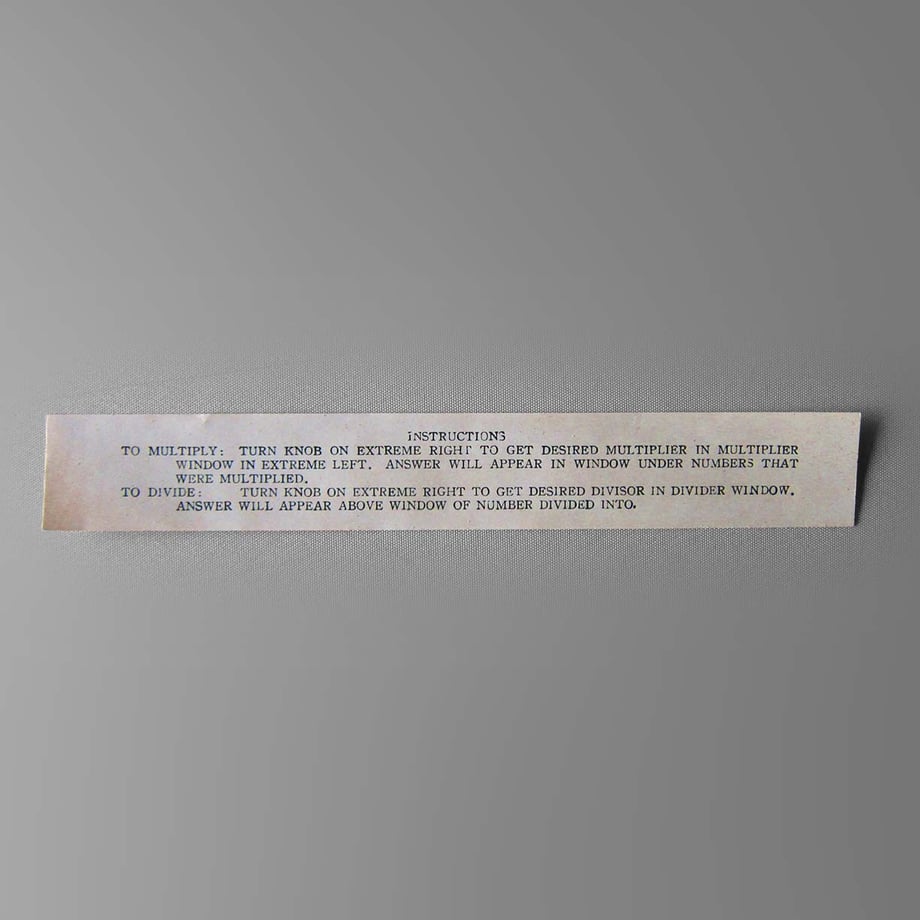 INSTRUCTIONS
TO MULTIPLY: TURN KNOB ON EXTREME RIGHT TO GET DESIRED MULTIPLIER IN MULTIPLIER
WINDOW IN EXTREME LEFT. ANSWER WILL APPEAR IN WINDOW UNDER NUMBERS THAT
WERE MULTIPLIED.
TO DIVIDE: TURN KNOB ON EXTREME RIGHT TO GET DESIRED DIVISOR IN DIVIDER WINDOW.
ANSWER WILL APPEAR ABOVE WINDOW OF NUMBER DIVIDED INTO.